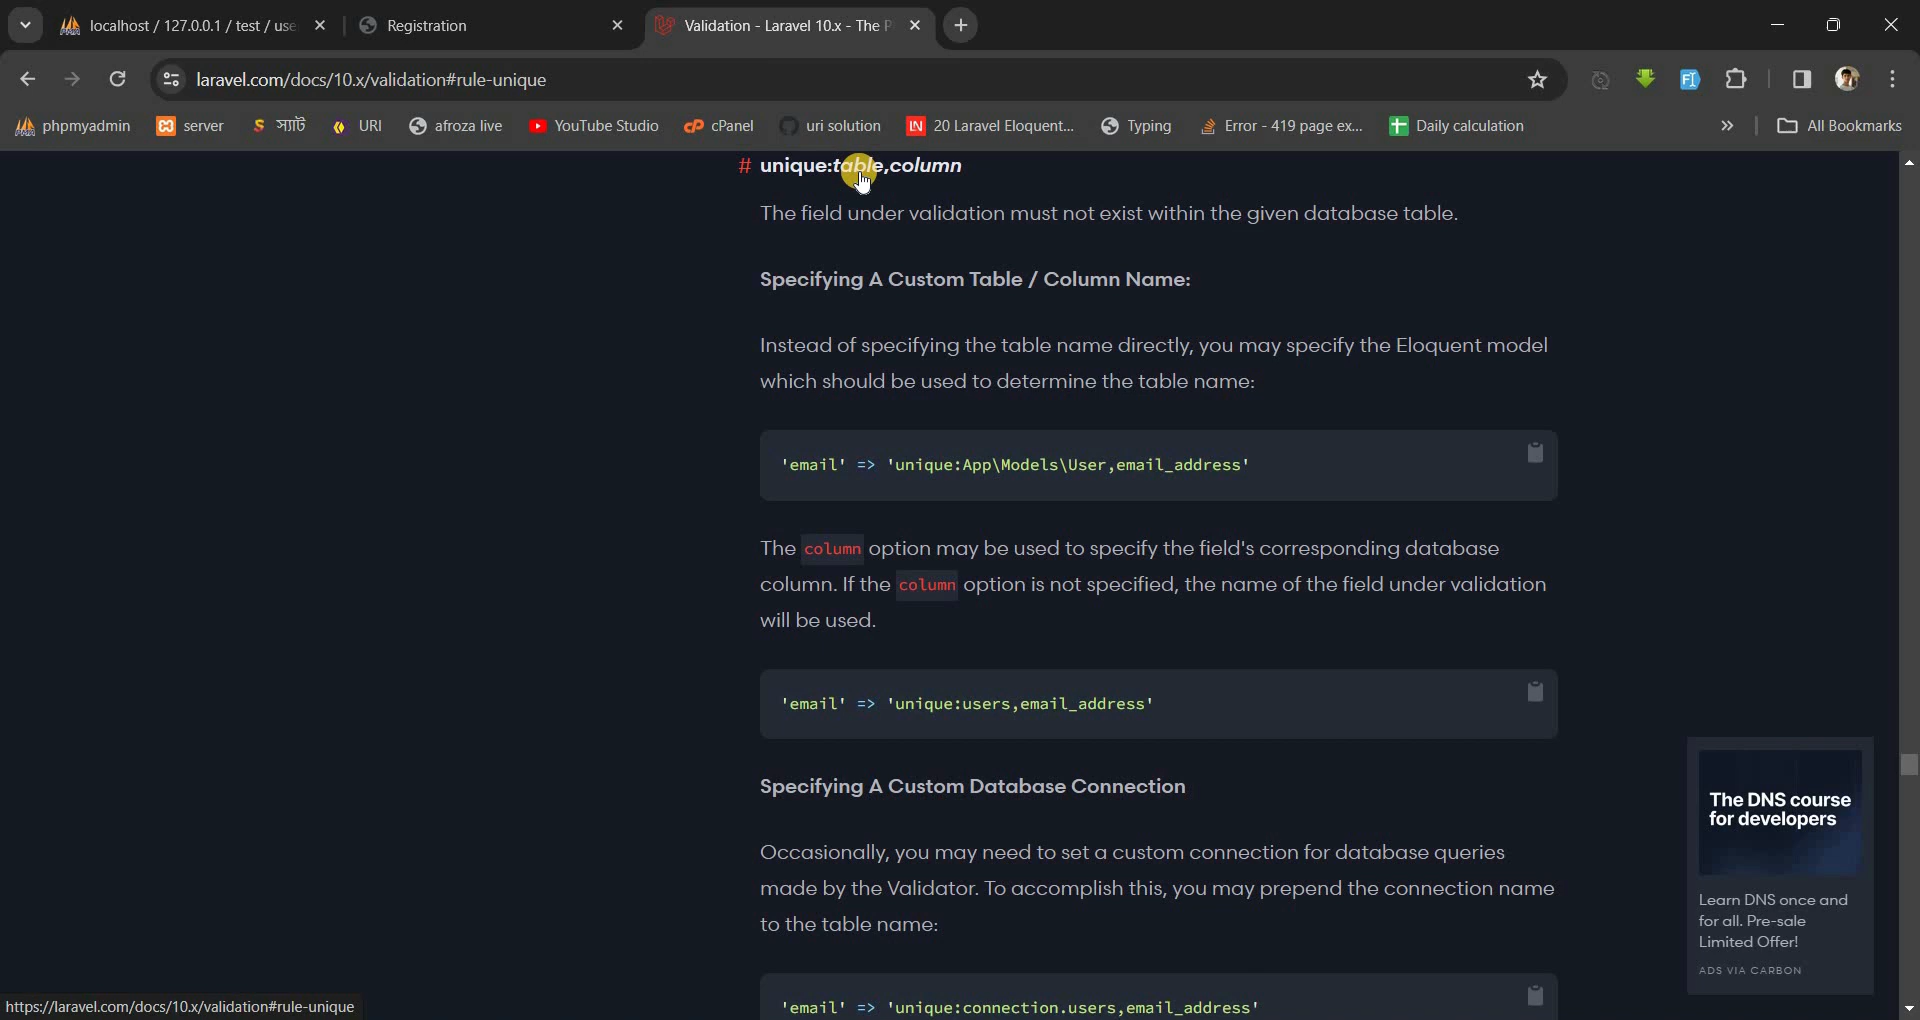 localhost / 127.0.0.1 / test / use
Registration
Validation - Laravel 10.x - The P
laravel.com/docs/10.x/validation#rule-unique
phpmyadmin
server
স্যাট
URI
afroza live
YouTube Studio
cPanel
uri solution
20 Laravel Eloquent...
Typing
Error - 419 page ex...
Daily calculation
»
All Bookmarks
# unique:table,column
The field under validation must not exist within the given database table.
Specifying A Custom Table / Column Name:
Instead of specifying the table name directly, you may specify the Eloquent model
which should be used to determine the table name:
'email' => 'unique:App\Models\User,email_address'
The column option may be used to specify the field's corresponding database
column. If the column option is not specified, the name of the field under validation
will be used.
'email' => 'unique:users,email_address'
Specifying A Custom Database Connection
Occasionally, you may need to set a custom connection for database queries
made by the Validator. To accomplish this, you may prepend the connection name
to the table name:
'email' => 'unique:connection.users,email_address'
The DNS course
for developers
Learn DNS once and
for all. Pre-sale
Limited Offer!
ADS VIA CARBON
https://laravel.com/docs/10.x/validation#rule-unique